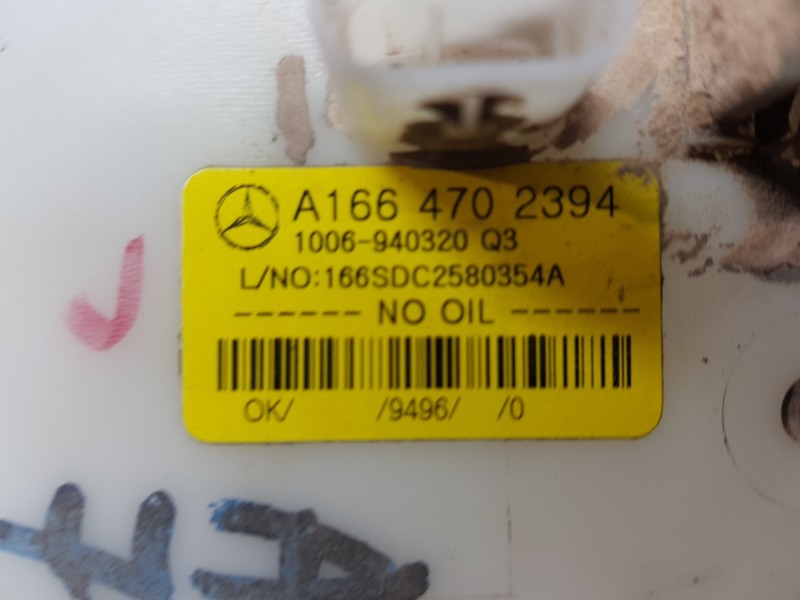 A166 470 2394
1006-940320 Q3
L/NO:166SDC2580354A
------ NO OIL ------
OK/ /9496/ /0